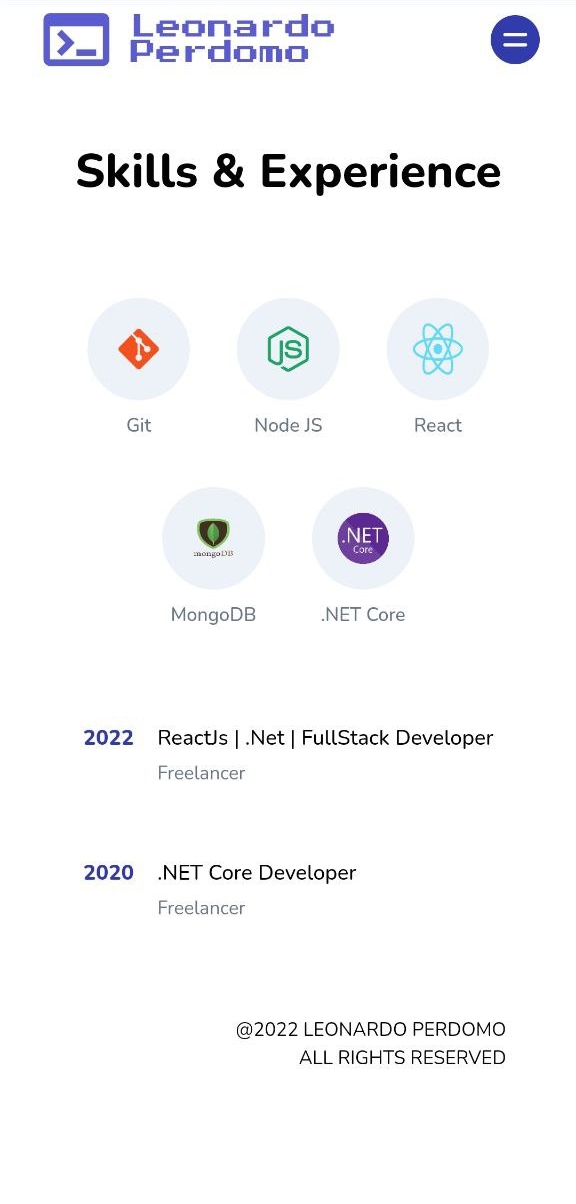 Leonardo
Perdomo
Skills & Experience
JS
Git
Node JS
React
mongoDB
.NET
Core
MongoDB
.NET Core
2022 ReactJs | .Net | FullStack Developer
Freelancer
2020 .NET Core Developer
Freelancer
@2022 LEONARDO PERDOMO
ALL RIGHTS RESERVED